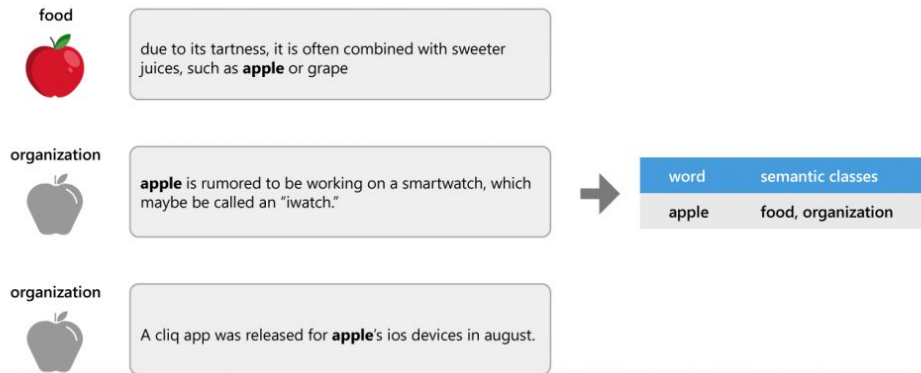 food
due to its tartness, it is often combined with sweeter
juices, such as apple or grape
organization
apple is rumored to be working on a smartwatch, which
maybe be called an “iwatch.”
word semantic classes
apple food, organization
organization
A cliq app was released for apple’s ios devices in august.